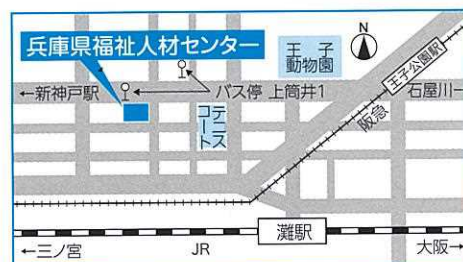 兵庫県福祉人材センター
王子
動物園
N
王子公園駅
←新神戸駅
バス停 上筒井1
石屋川→
阪急
テニス
コート
灘駅
←三ノ宮
JR
大阪→